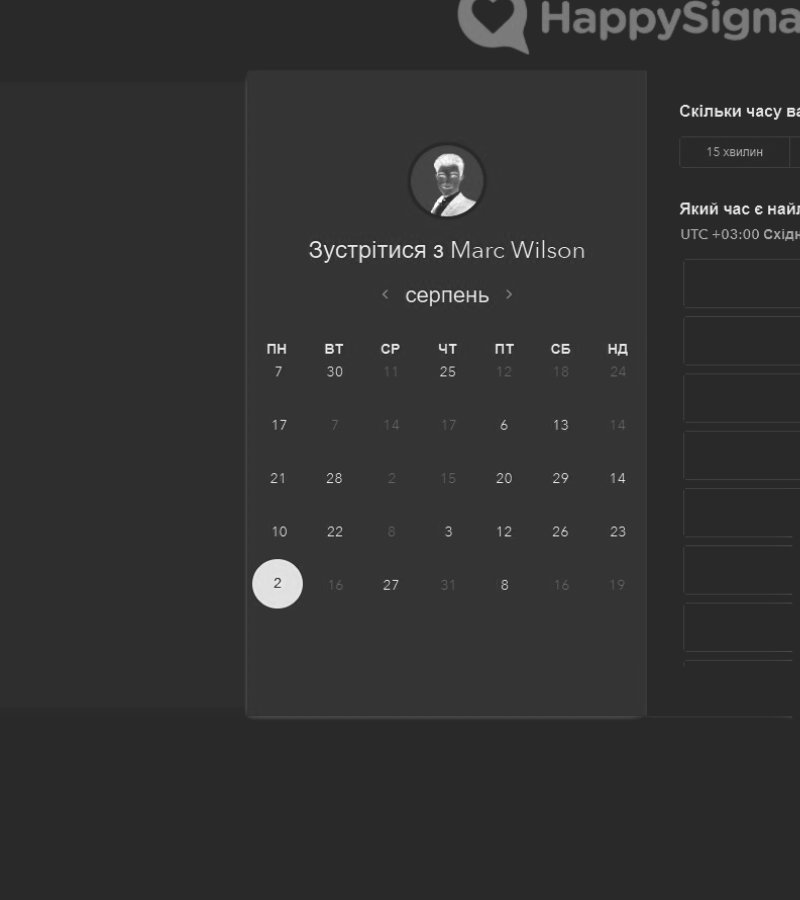 HappySigna
Зустрітися з Marc Wilson
серпень
ПН ВТ СР ЧТ ПТ СБ НД
7 30 11 25 12 18 24
17 7 14 17 6 13 14
21 28 2 15 20 29 14
10 22 8 3 12 26 23
2 16 27 31 8 16 19
Скільки часу ва
15 хвилин
Який час є найл
UTC +03:00 Східн